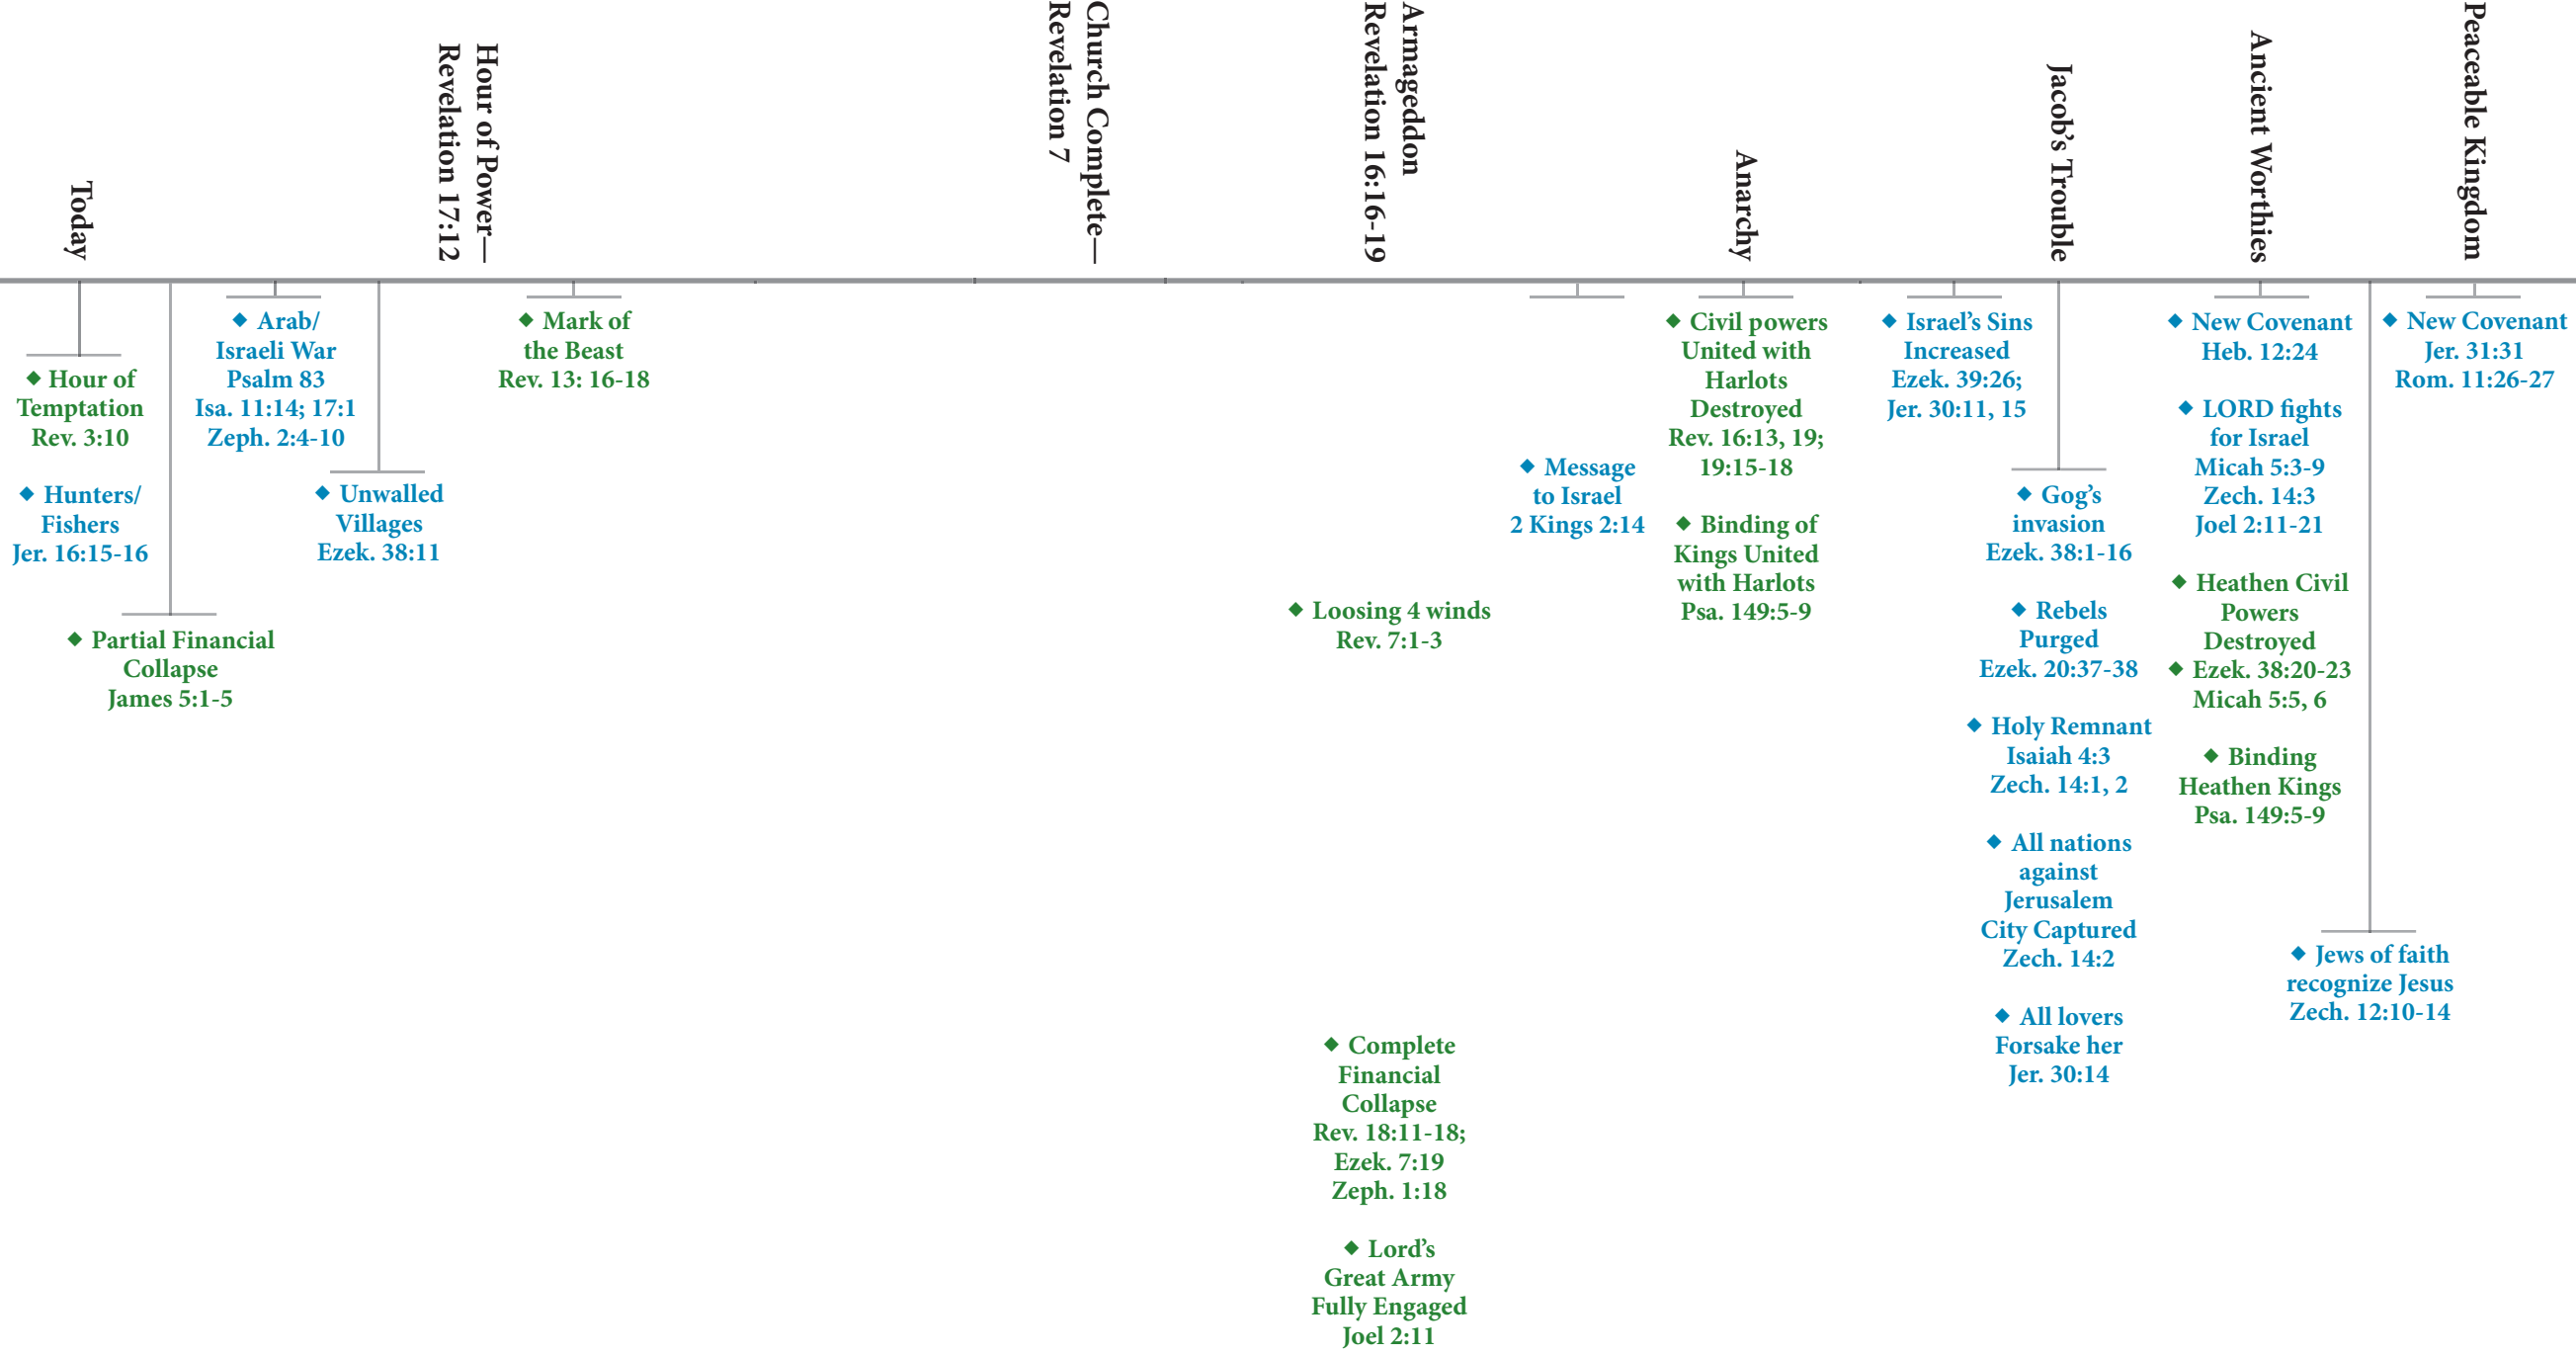 Today
Hour of Power—
Revelation 17:12
Church Complete—
Revelation 7
Armageddon
Revelation 16:16-19
Anarchy
Jacob’s Trouble
Ancient Worthies
Peaceable Kingdom
◆ Hour of
Temptation
Rev. 3:10
◆ Hunters/
Fishers
Jer. 16:15-16
◆ Partial Financial
Collapse
James 5:1-5
◆ Arab/
Israeli War
Psalm 83
Isa. 11:14; 17:1
Zeph. 2:4-10
◆ Unwalled
Villages
Ezek. 38:11
◆ Mark of
the Beast
Rev. 13: 16-18
◆ Loosing 4 winds
Rev. 7:1-3
◆ Complete
Financial
Collapse
Rev. 18:11-18;
Ezek. 7:19
Zeph. 1:18
◆ Lord’s
Great Army
Fully Engaged
Joel 2:11
◆ Message
to Israel
2 Kings 2:14
◆ Civil powers
United with
Harlots
Destroyed
Rev. 16:13, 19;
19:15-18
◆ Binding of
Kings United
with Harlots
Psa. 149:5-9
◆ Israel’s Sins
Increased
Ezek. 39:26;
Jer. 30:11, 15
◆ Gog’s
invasion
Ezek. 38:1-16
◆ Rebels
Purged
Ezek. 20:37-38
◆ Holy Remnant
Isaiah 4:3
Zech. 14:1, 2
◆ All nations
against
Jerusalem
City Captured
Zech. 14:2
◆ All lovers
Forsake her
Jer. 30:14
◆ New Covenant
Heb. 12:24
◆ LORD fights
for Israel
Micah 5:3-9
Zech. 14:3
Joel 2:11-21
◆ Heathen Civil
Powers
Destroyed
◆ Ezek. 38:20-23
Micah 5:5, 6
◆ Binding
Heathen Kings
Psa. 149:5-9
◆ Jews of faith
recognize Jesus
Zech. 12:10-14
◆ New Covenant
Jer. 31:31
Rom. 11:26-27